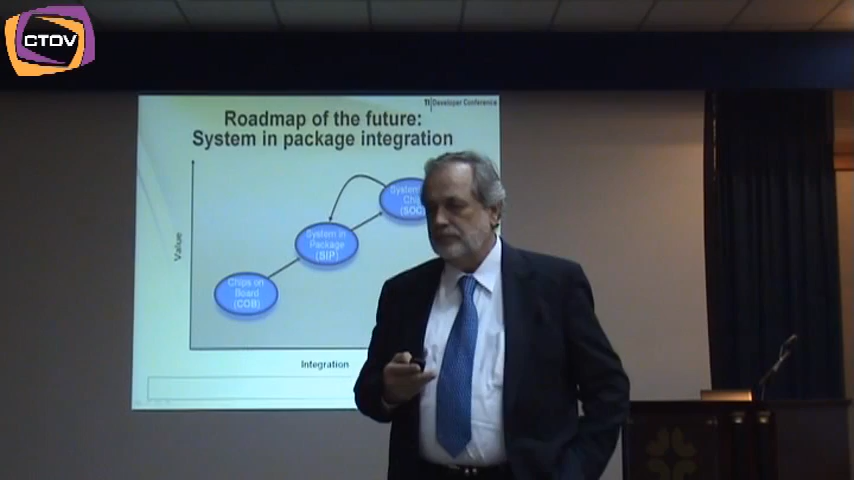 CTOV
TI Developer Conference
Roadmap of the future:
System in package integration
System
Chip
(SOC)
System in
Package
(SIP)
Chips on
Board
(COB)
Value
Integration